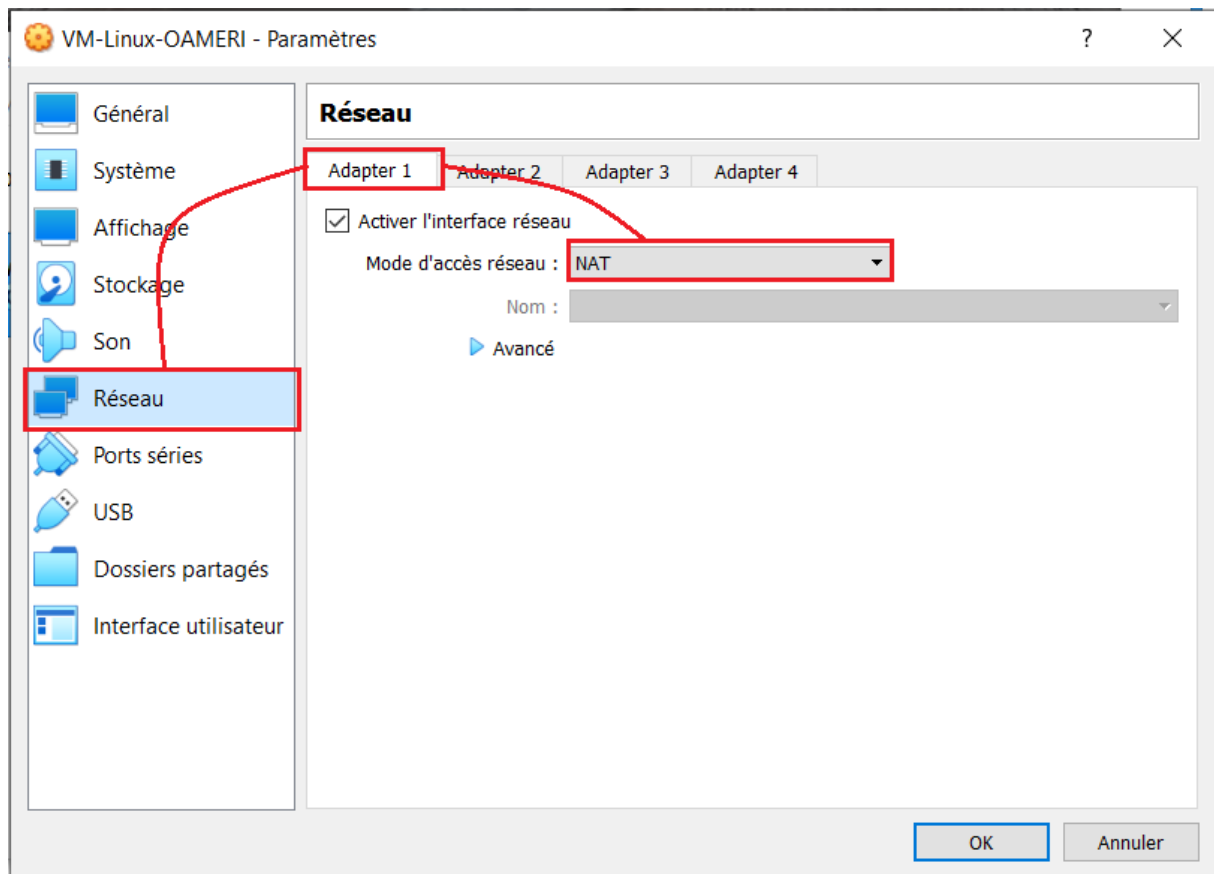 VM-Linux-OAMERI - Paramètres ? ×
Général
Système
Affichage
Stockage
Son
Réseau
Ports séries
USB
Dossiers partagés
Interface utilisateur
Réseau
Adapter 1 Adapter 2 Adapter 3 Adapter 4
Activer l'interface réseau
Mode d'accès réseau : NAT
Nom :
Avancé
OK Annuler